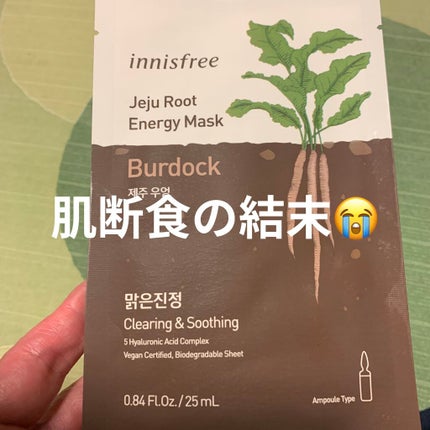 innisfree
Jeju Root
Energy Mask
Burdock
제주 우엉
肌断食の結末😭
맑은진정
Clearing & Soothing
5 Hyaluronic Acid Complex
Vegan Certified, Biodegradable Sheet
0.84 Fl.Oz. / 25 mL
Ampoule Type